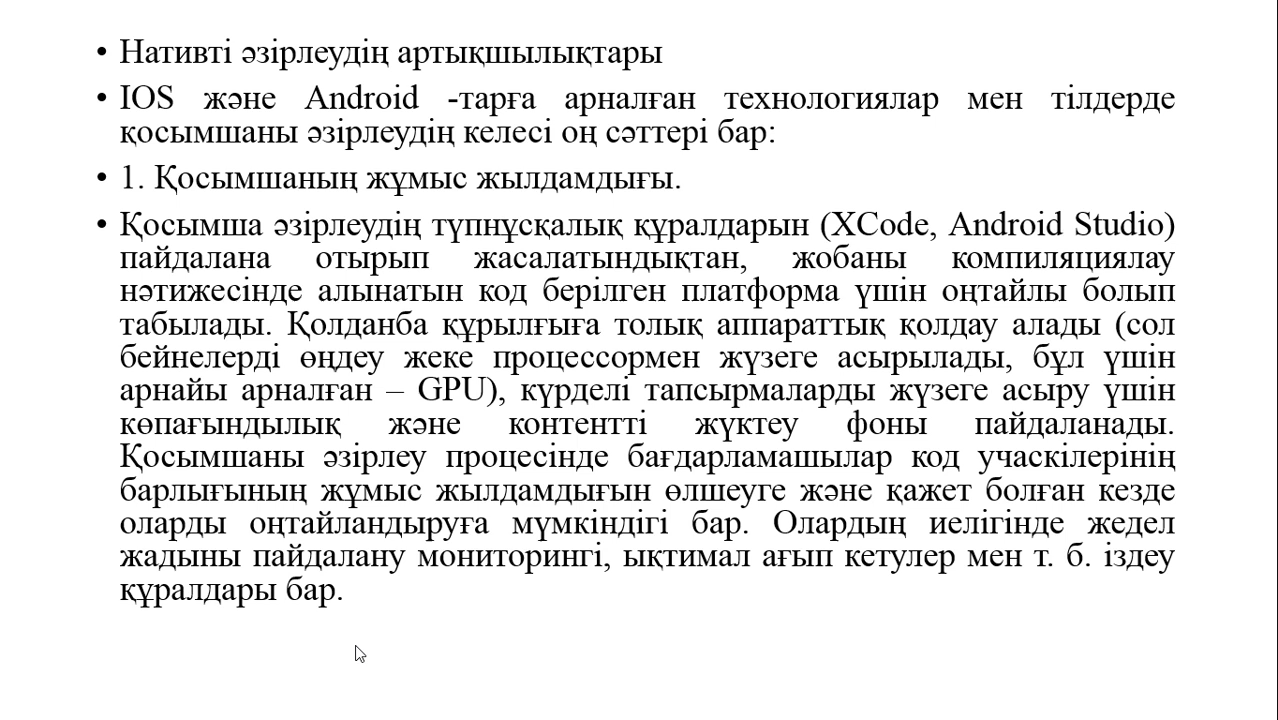 • Нативті әзірлеудің артықшылықтары
• IOS және Android -тарға арналған технологиялар мен тілдерде
қосымшаны әзірлеудің келесі оң сәттері бар:
• 1. Қосымшаның жұмыс жылдамдығы.
• Қосымша әзірлеудің түпнұсқалық құралдарын (XCode, Android Studio)
пайдалана отырып жасалатындықтан, жобаны компиляциялау
нәтижесінде алынатын код берілген платформа үшін оңтайлы болып
табылады. Қолданба құрылғыға толық аппараттық қолдау алады (сол
бейнелерді өңдеу жеке процессормен жүзеге асырылады, бұл үшін
арнайы арналған – GPU), күрделі тапсырмаларды жүзеге асыру үшін
көпағындылық және контентті жүктеу фоны пайдаланады.
Қосымшаны әзірлеу процесінде бағдарламашылар код учаскілерінің
барлығының жұмыс жылдамдығын өлшеуге және қажет болған кезде
оларды оңтайландыруға мүмкіндігі бар. Олардың иелігінде жедел
жадыны пайдалану мониторингі, ықтимал ағып кетулер мен т. б. іздеу
құралдары бар.